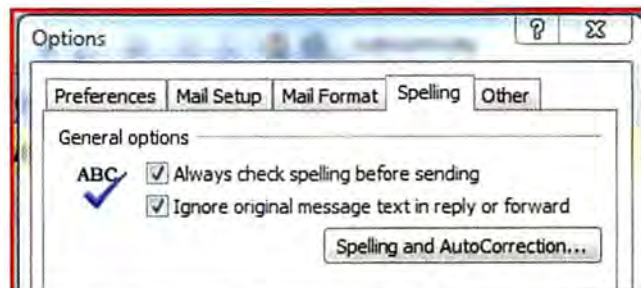 Options
Preferences Mail Setup Mail Format Spelling Other
General options
ABC Always check spelling before sending
Ignore original message text in reply or forward
Spelling and AutoCorrection...